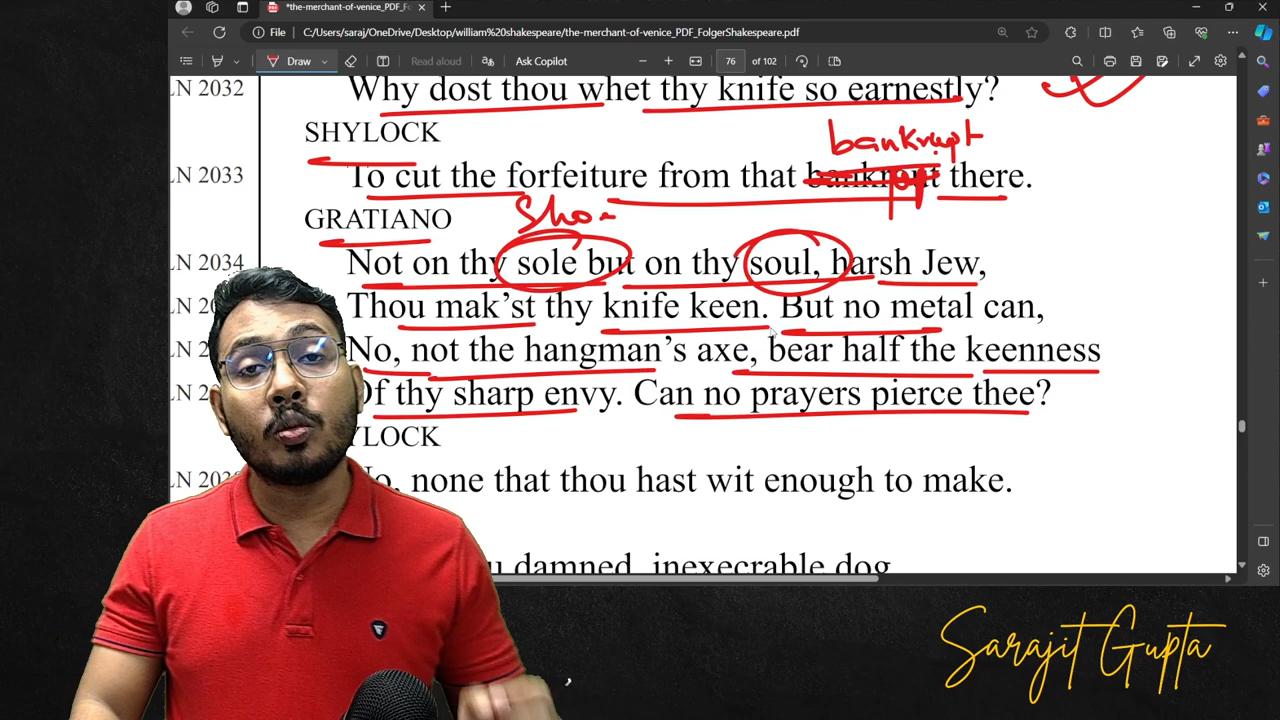 *the-merchant-of-venice_PDF_Folger
File C:/Users/saraj/OneDrive/Desktop/william%20shakespeare/the-merchant-of-venice_PDF_FolgerShakespeare.pdf
Draw Read aloud Ask Copilot 76 of 102
LN 2032 Why dost thou whet thy knife so earnestly?
bankrupt
SHYLOCK
LN 2033 To cut the forfeiture from that there.
GRATIANO
LN 2034 Not on thy sole but on thy soul, harsh Jew,
Thou mak’st thy knife keen. But no metal can,
No, not the hangman’s axe, bear half the keenness
Of thy sharp envy. Can no prayers pierce thee?
YLOCK
No, none that thou hast wit enough to make.
damned, inexecrable dog
Sarajit Gupta